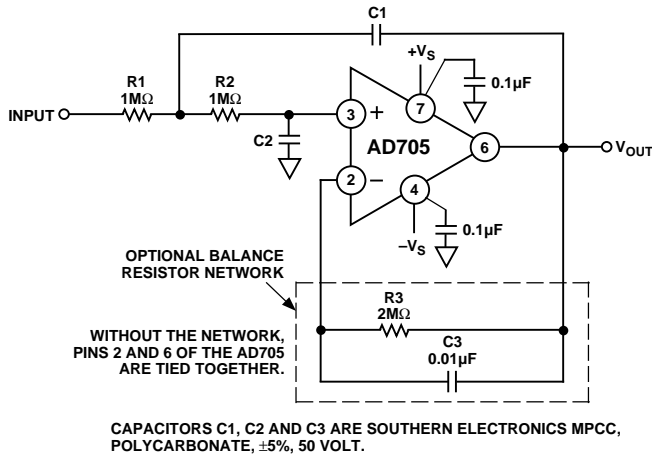 C1
+VS
0.1µF
R1
1MΩ
R2
1MΩ
INPUT
3
+
7
C2
AD705
6
VOUT
2
–
4
0.1µF
–VS
OPTIONAL BALANCE
RESISTOR NETWORK
R3
2MΩ
WITHOUT THE NETWORK,
PINS 2 AND 6 OF THE AD705
ARE TIED TOGETHER.
C3
0.01µF
CAPACITORS C1, C2 AND C3 ARE SOUTHERN ELECTRONICS MPCC,
POLYCARBONATE, ±5%, 50 VOLT.